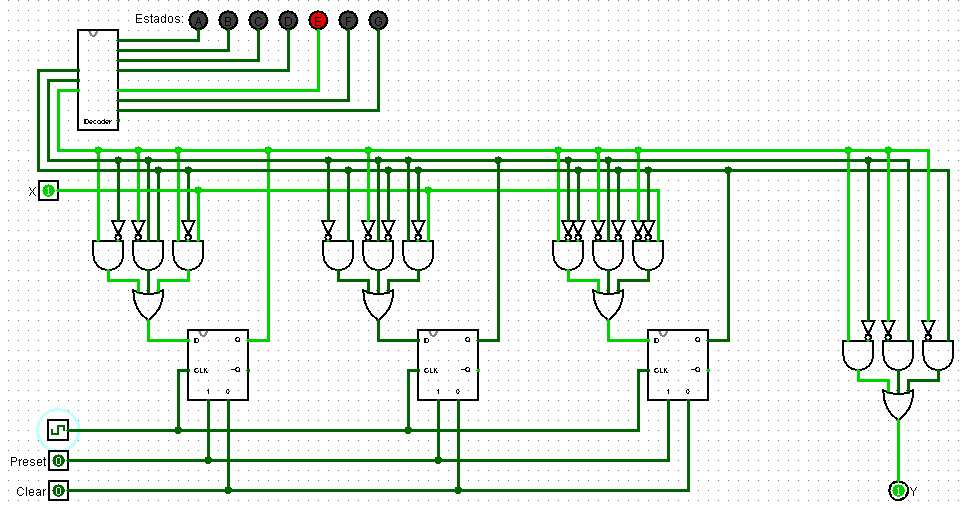 Estados: A B C D E F G
Decoder
X 1
D Q D Q D Q
CLK -Q CLK -Q CLK -Q
1 0 1 0 1 0
Preset 0
Clear 0
1 Y